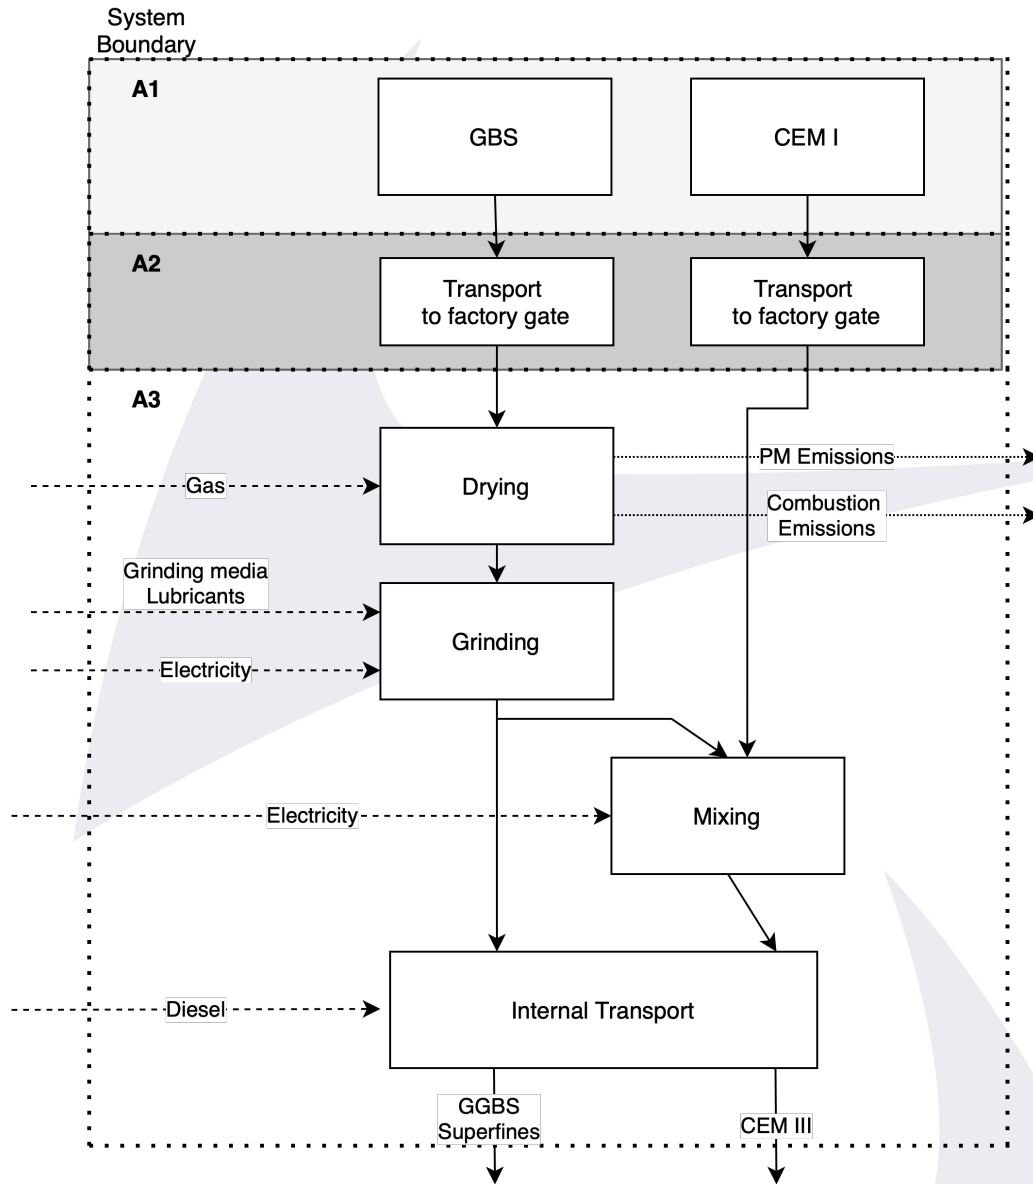 System
Boundary
A1
GBS
CEM I
A2
Transport
to factory gate
Transport
to factory gate
A3
PM Emissions
Gas
Drying
Combustion
Emissions
Grinding media
Lubricants
Grinding
Electricity
Electricity
Mixing
Diesel
Internal Transport
GGBS
Superfines
CEM III